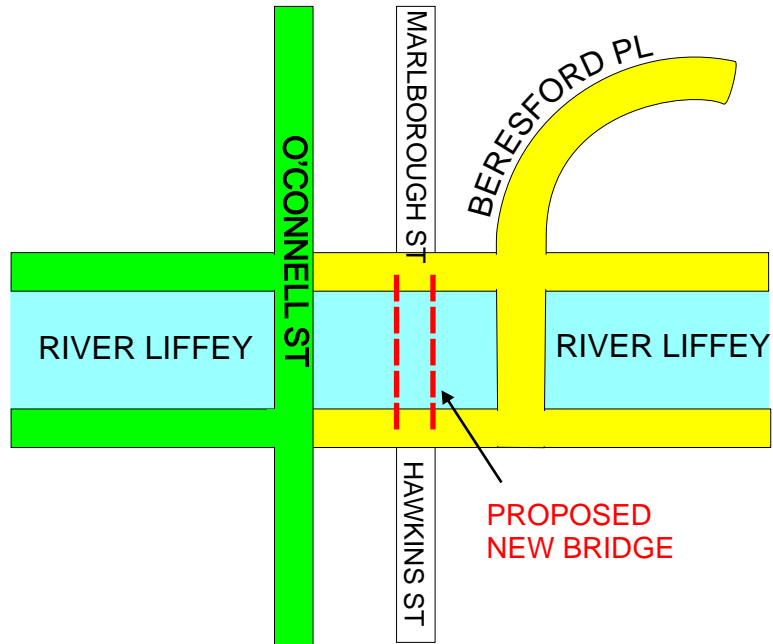 MARLBOROUGH ST
BERESFORD PL
O'CONNELL ST
RIVER LIFFEY
RIVER LIFFEY
HAWKINS ST
PROPOSED
NEW BRIDGE